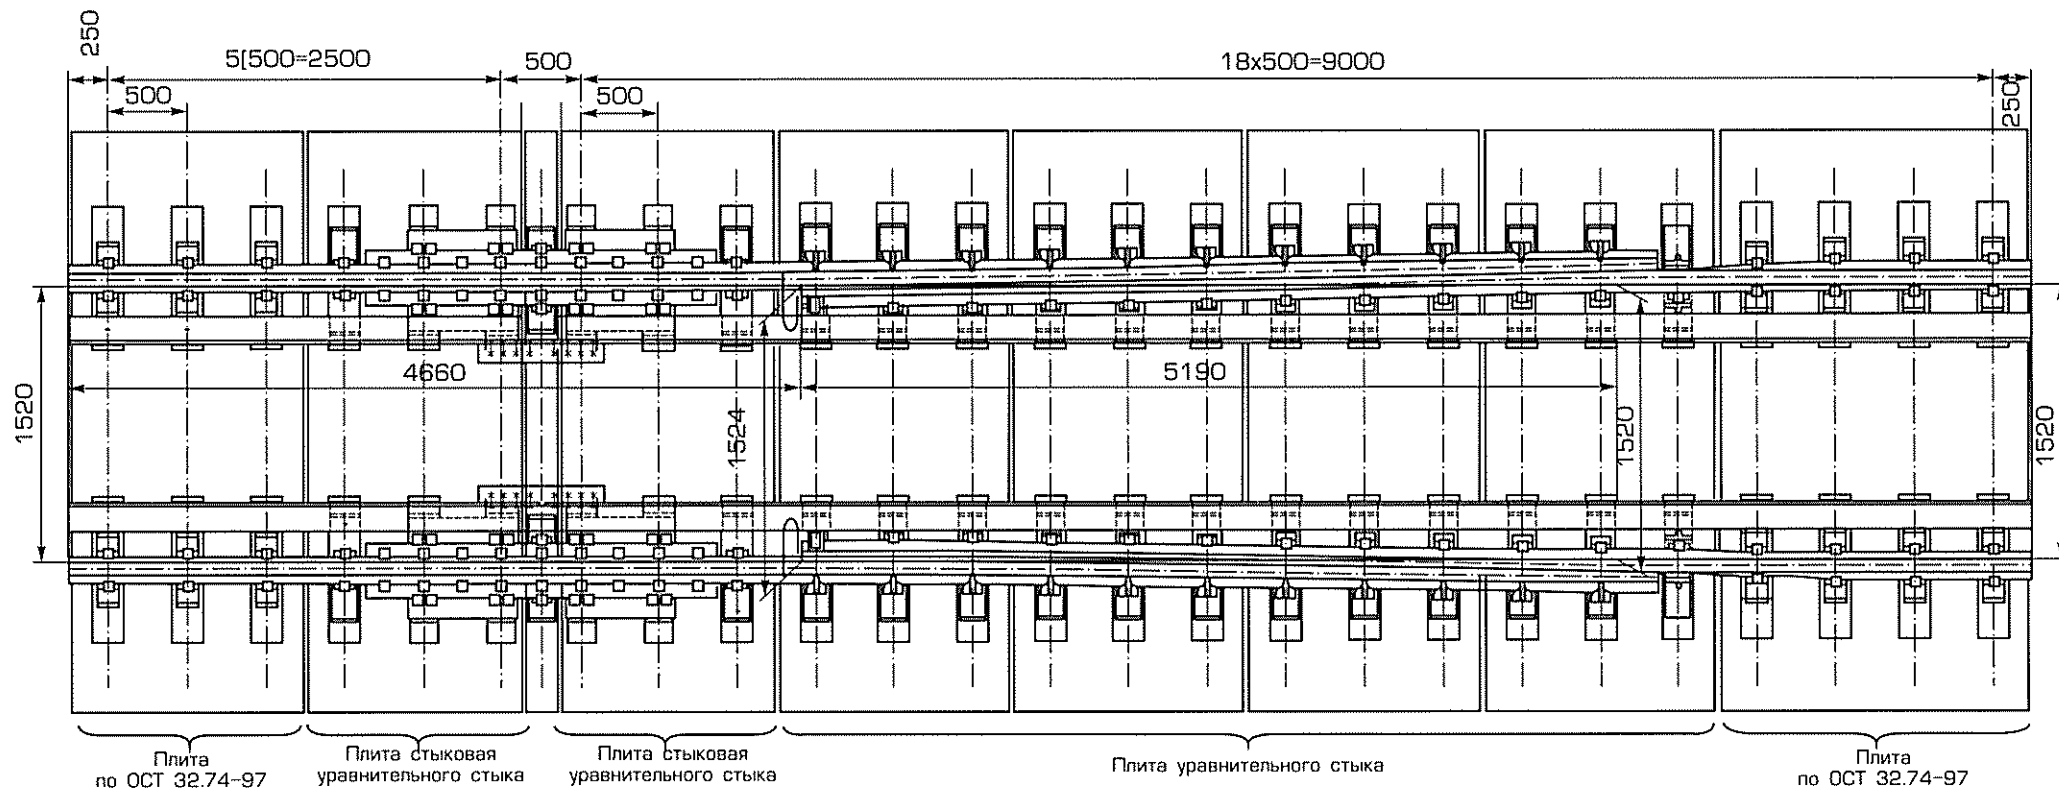 250
5[500=2500
500
18х500=9000
250
500
500
4660
5190
1520
1524
1520
1520
Плита
по ОСТ 32.74-97
Плита стыковая
уравнительного стыка
Плита стыковая
уравнительного стыка
Плита уравнительного стыка
Плита
по ОСТ 32.74-97